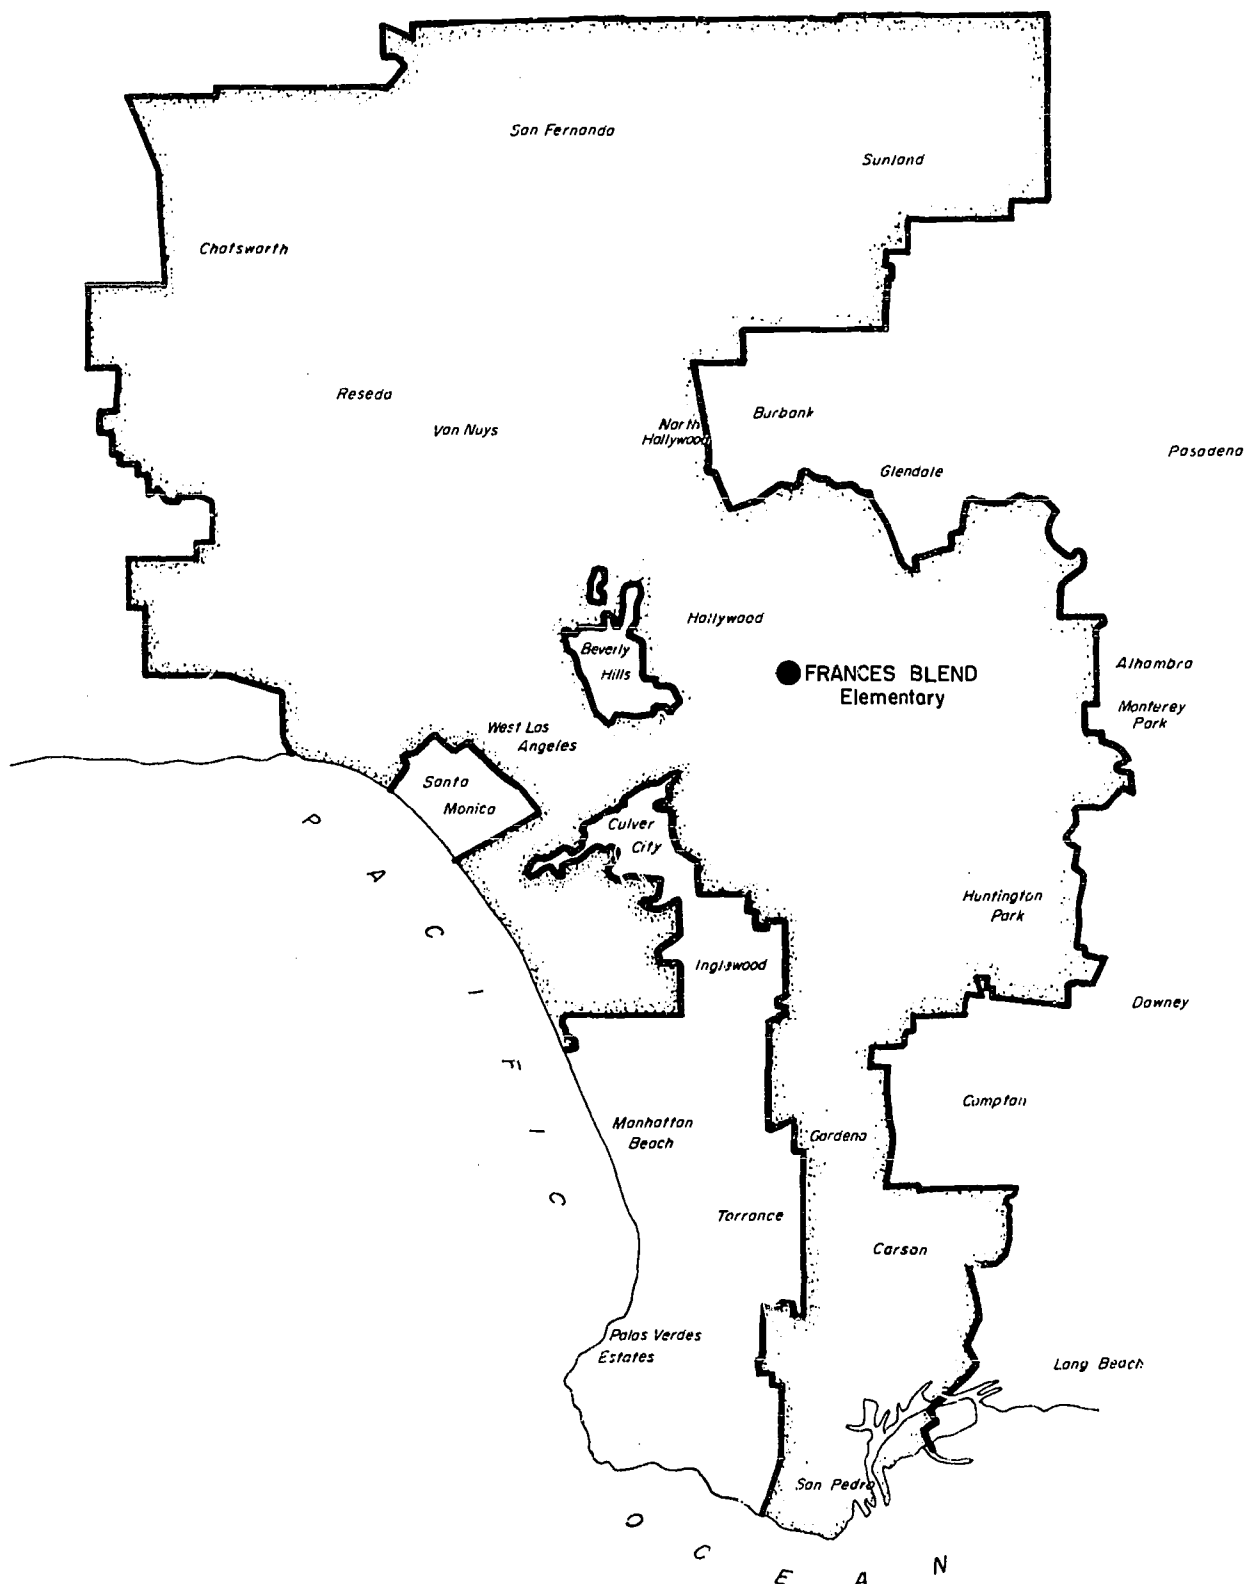 San Fernando
Sunland
Chatsworth
Reseda
Van Nuys
North
Hollywood
Burbank
Pasadena
Glendale
Hollywood
Beverly
Hills
FRANCES BLEND
Elementary
Alhambra
Monterey
Park
West Los
Angeles
Santa
Monica
Culver
City
Huntington
Park
Inglewood
Downey
Compton
Manhattan
Beach
Gardena
Torrance
Carson
Palos Verdes
Estates
Long Beach
San Pedro
PACIFIC
OCEAN